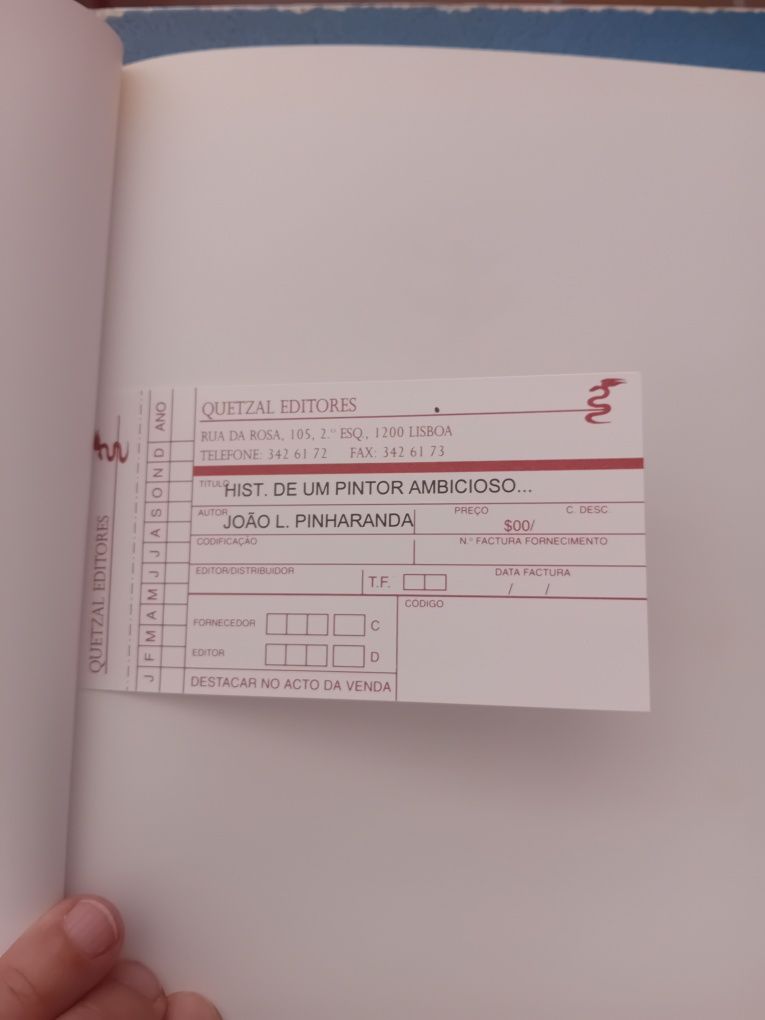 QUETZAL EDITORES
RUA DA ROSA, 105, 2.º ESQ., 1200 LISBOA
TELEFONE: 342 61 72 FAX: 342 61 73
TITULO HIST. DE UM PINTOR AMBICIOSO...
AUTOR JOÃO L. PINHARANDA PREÇO $00/ C. DESC.
CODIFICAÇÃO N.º FACTURA FORNECIMENTO
EDITOR/DISTRIBUIDOR T.F. DATA FACTURA / /
CÓDIGO
FORNECEDOR C
EDITOR D
DESTACAR NO ACTO DA VENDA
J F M A M J J A S O N D ANO
QUETZAL EDITORES